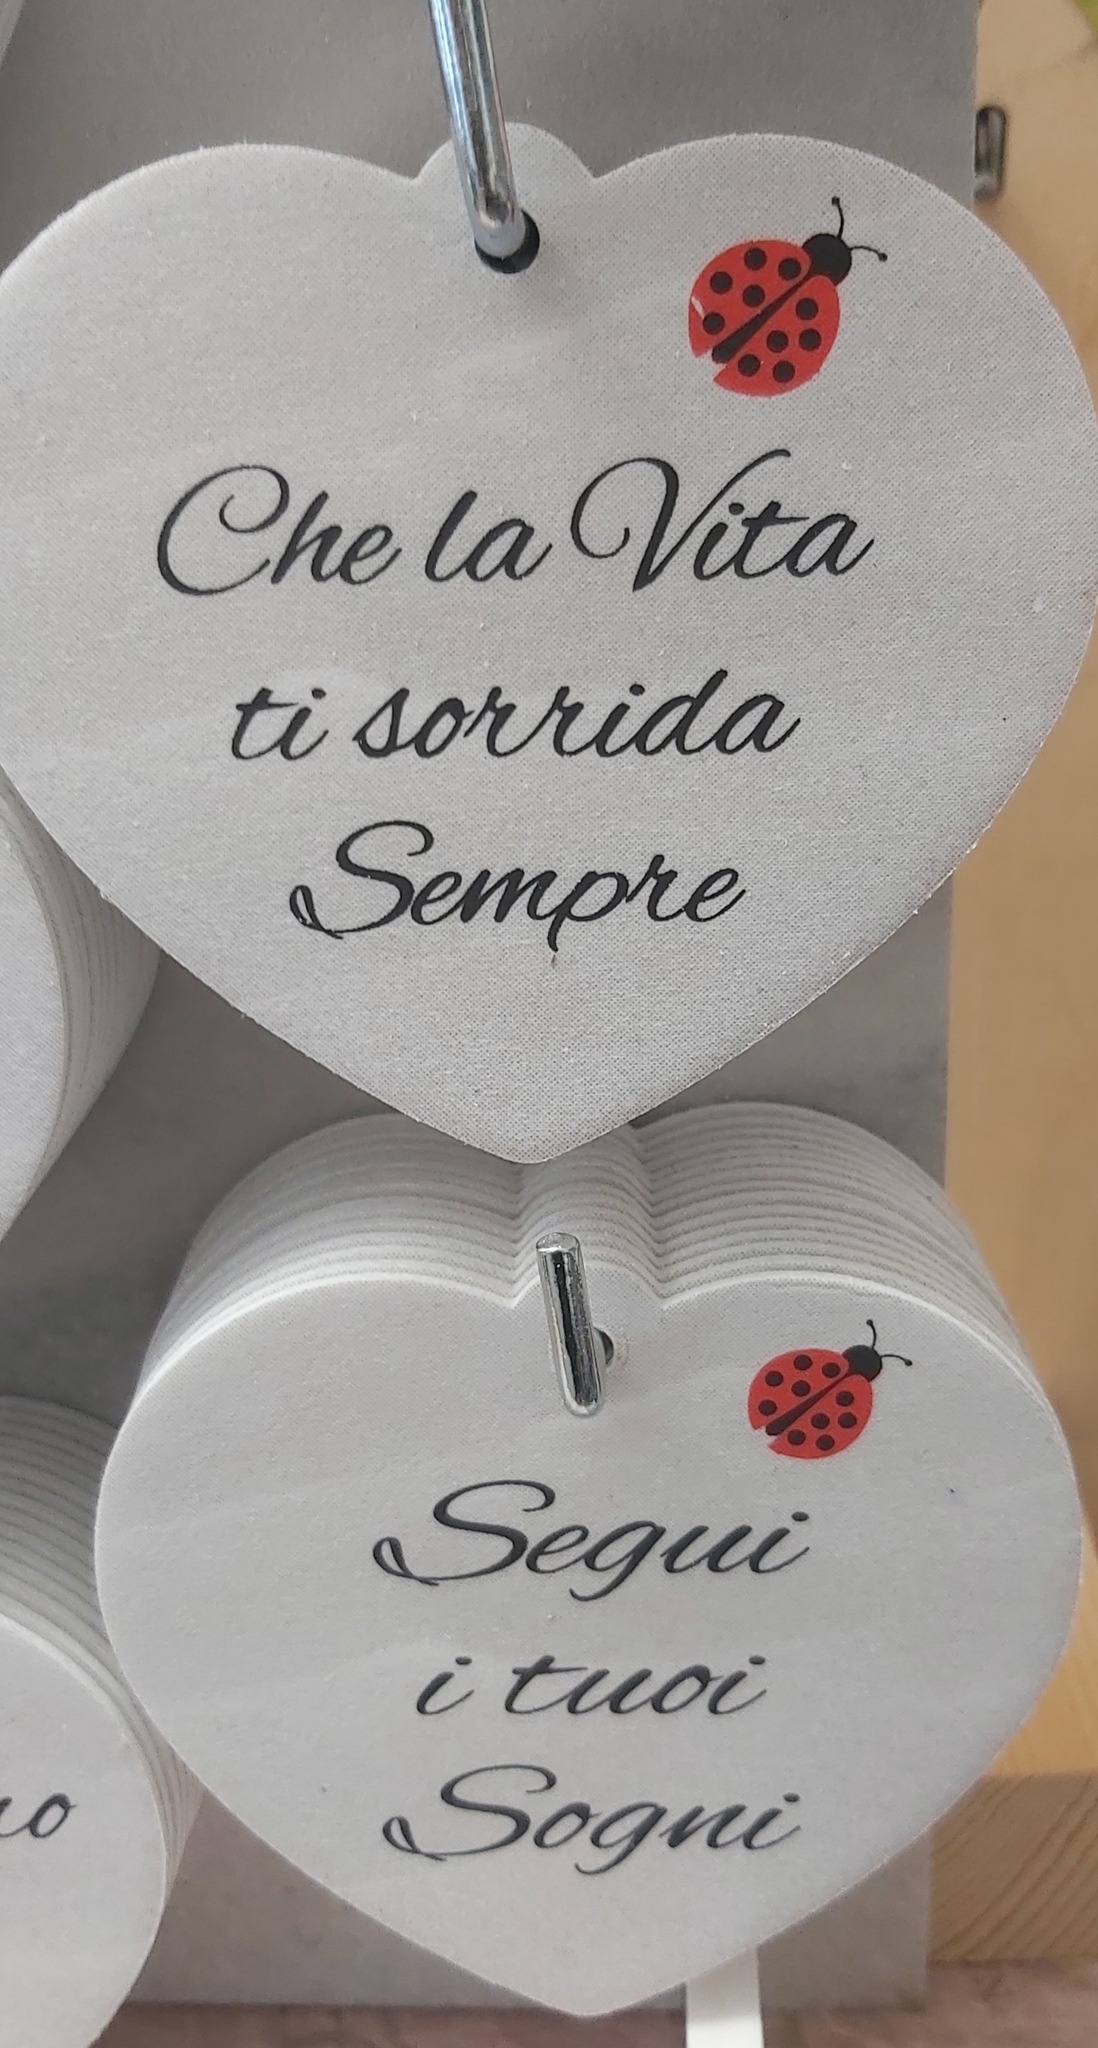 Che la Vita
ti sorrida
Sempre
Segui
i tuoi
Sogni